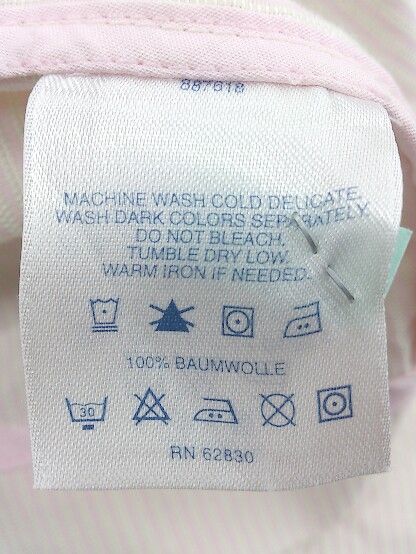 887618
MACHINE WASH COLD DELICATE.
WASH DARK COLORS SEPARATELY.
DO NOT BLEACH.
TUMBLE DRY LOW.
WARM IRON IF NEEDED.
100% BAUMWOLLE
30
RN 62830